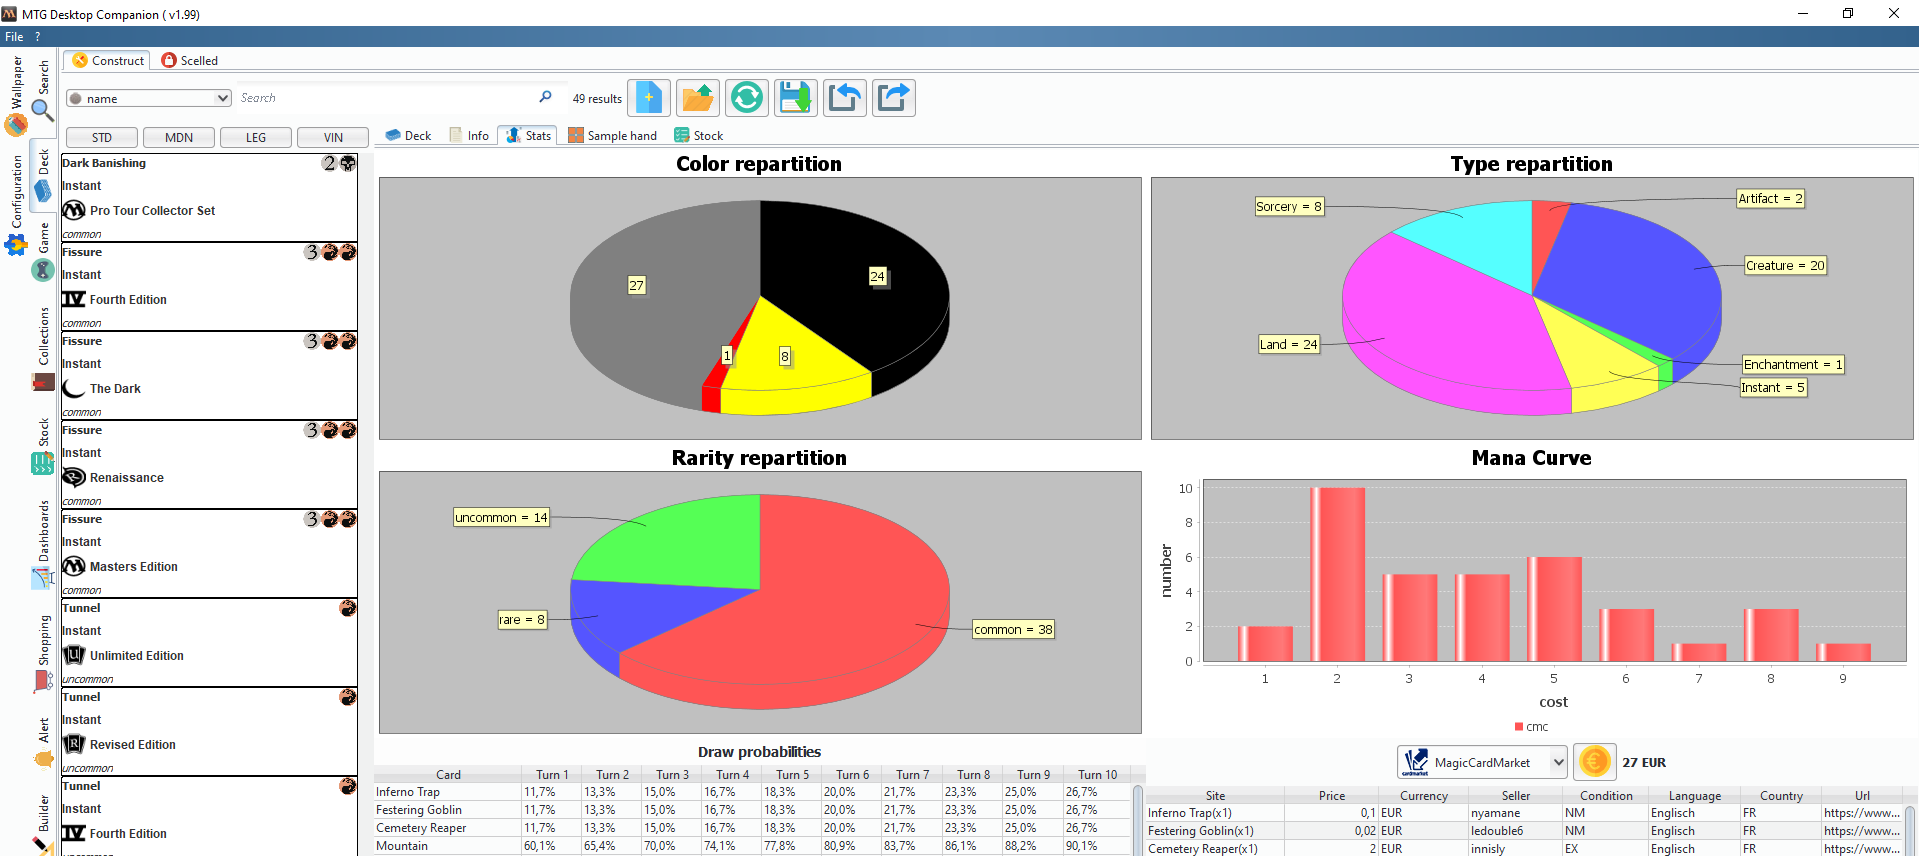 MTG Desktop Companion ( v1.99)
File ?
Wallpaper
Configuration
Search
Deck
Game
Collections
Stock
Dashboards
Shopping
Alert
Builder
Construct Scelled
name Search 49 results
STD MDN LEG VIN
Deck Info Stats Sample hand Stock
Dark Banishing 2
Instant
Pro Tour Collector Set
common
Fissure 3
Instant
IV Fourth Edition
common
Fissure 3
Instant
The Dark
common
Fissure 3
Instant
Renaissance
common
Fissure 3
Instant
Masters Edition
common
Tunnel
Instant
U Unlimited Edition
uncommon
Tunnel
Instant
R Revised Edition
uncommon
Tunnel
Instant
IV Fourth Edition
Color repartition
27
24
1
8
Type repartition
Sorcery = 8
Artifact = 2
Creature = 20
Land = 24
Enchantment = 1
Instant = 5
Rarity repartition
uncommon = 14
rare = 8
common = 38
Mana Curve
number
10
8
6
4
2
0
1 2 3 4 5 6 7 8 9
cost
cmc
Draw probabilities
Card Turn 1 Turn 2 Turn 3 Turn 4 Turn 5 Turn 6 Turn 7 Turn 8 Turn 9 Turn 10
Inferno Trap 11,7% 13,3% 15,0% 16,7% 18,3% 20,0% 21,7% 23,3% 25,0% 26,7%
Festering Goblin 11,7% 13,3% 15,0% 16,7% 18,3% 20,0% 21,7% 23,3% 25,0% 26,7%
Cemetery Reaper 11,7% 13,3% 15,0% 16,7% 18,3% 20,0% 21,7% 23,3% 25,0% 26,7%
Mountain 60,1% 65,4% 70,0% 74,1% 77,8% 80,9% 83,7% 86,1% 88,2% 90,1%
cardmarket MagicCardMarket 27 EUR
Site Price Currency Seller Condition Language Country Url
Inferno Trap(x1) 0,1 EUR nyamane NM Englisch FR https://www...
Festering Goblin(x1) 0,02 EUR ledouble6 NM Englisch FR https://www...
Cemetery Reaper(x1) 2 EUR innisly EX Englisch FR https://www...